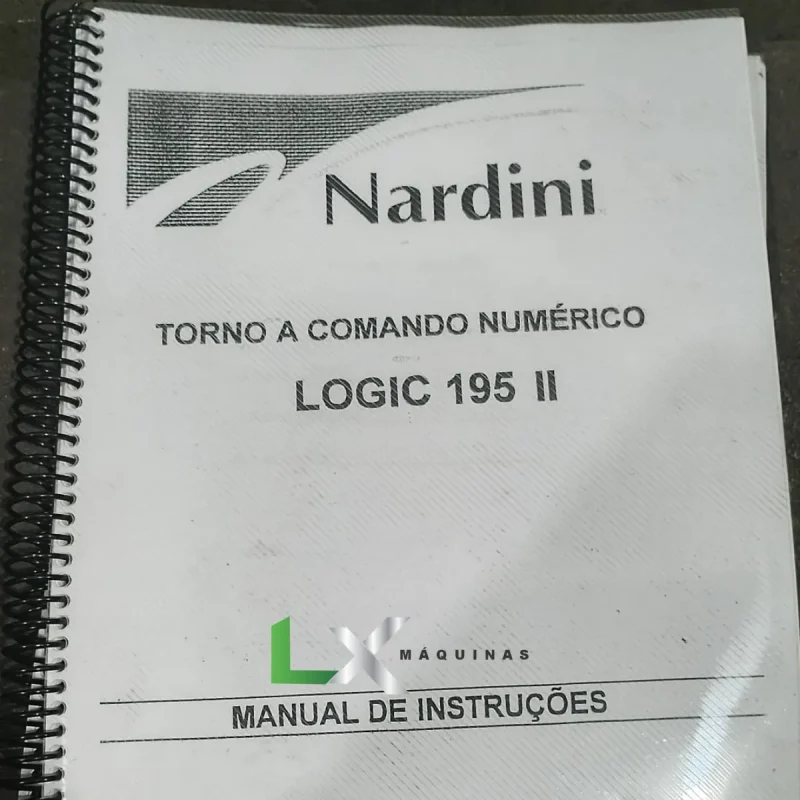 Nardini
TORNO A COMANDO NUMÉRICO
LOGIC 195 II
LX MÁQUINAS
MANUAL DE INSTRUÇÕES